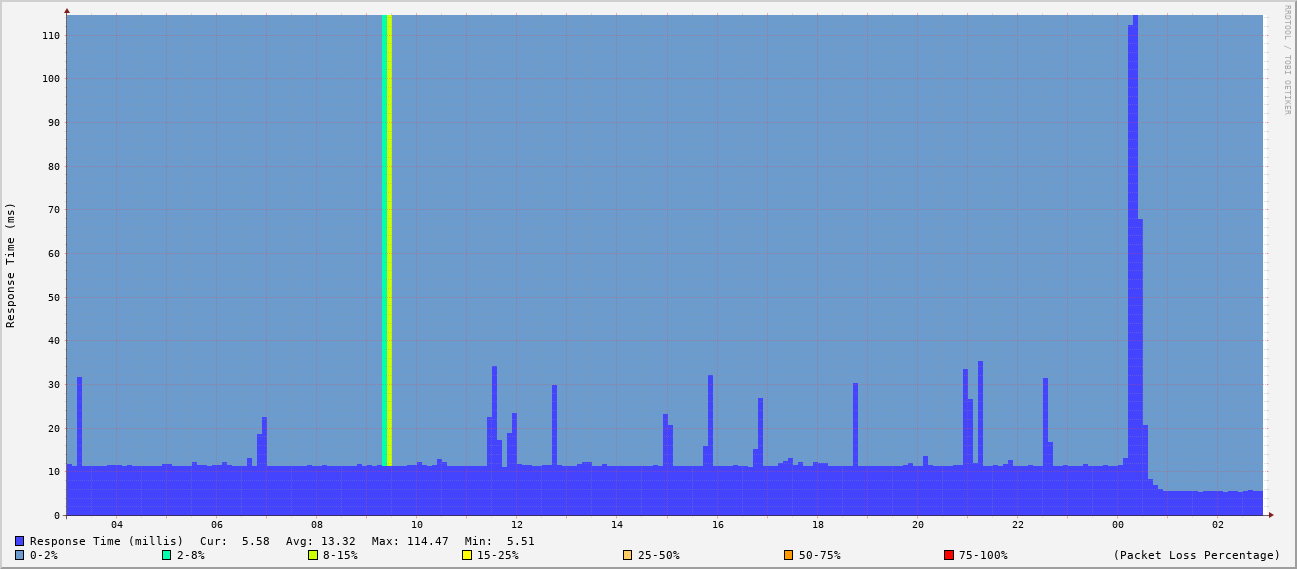 RRDTOOL / TOBI OETIKER
Response Time (ms)
110
100
90
80
70
60
50
40
30
20
10
0
04 06 08 10 12 14 16 18 20 22 00 02
Response Time (millis) Cur: 5.58 Avg: 13.32 Max: 114.47 Min: 5.51
0-2% 2-8% 8-15% 15-25% 25-50% 50-75% 75-100% (Packet Loss Percentage)